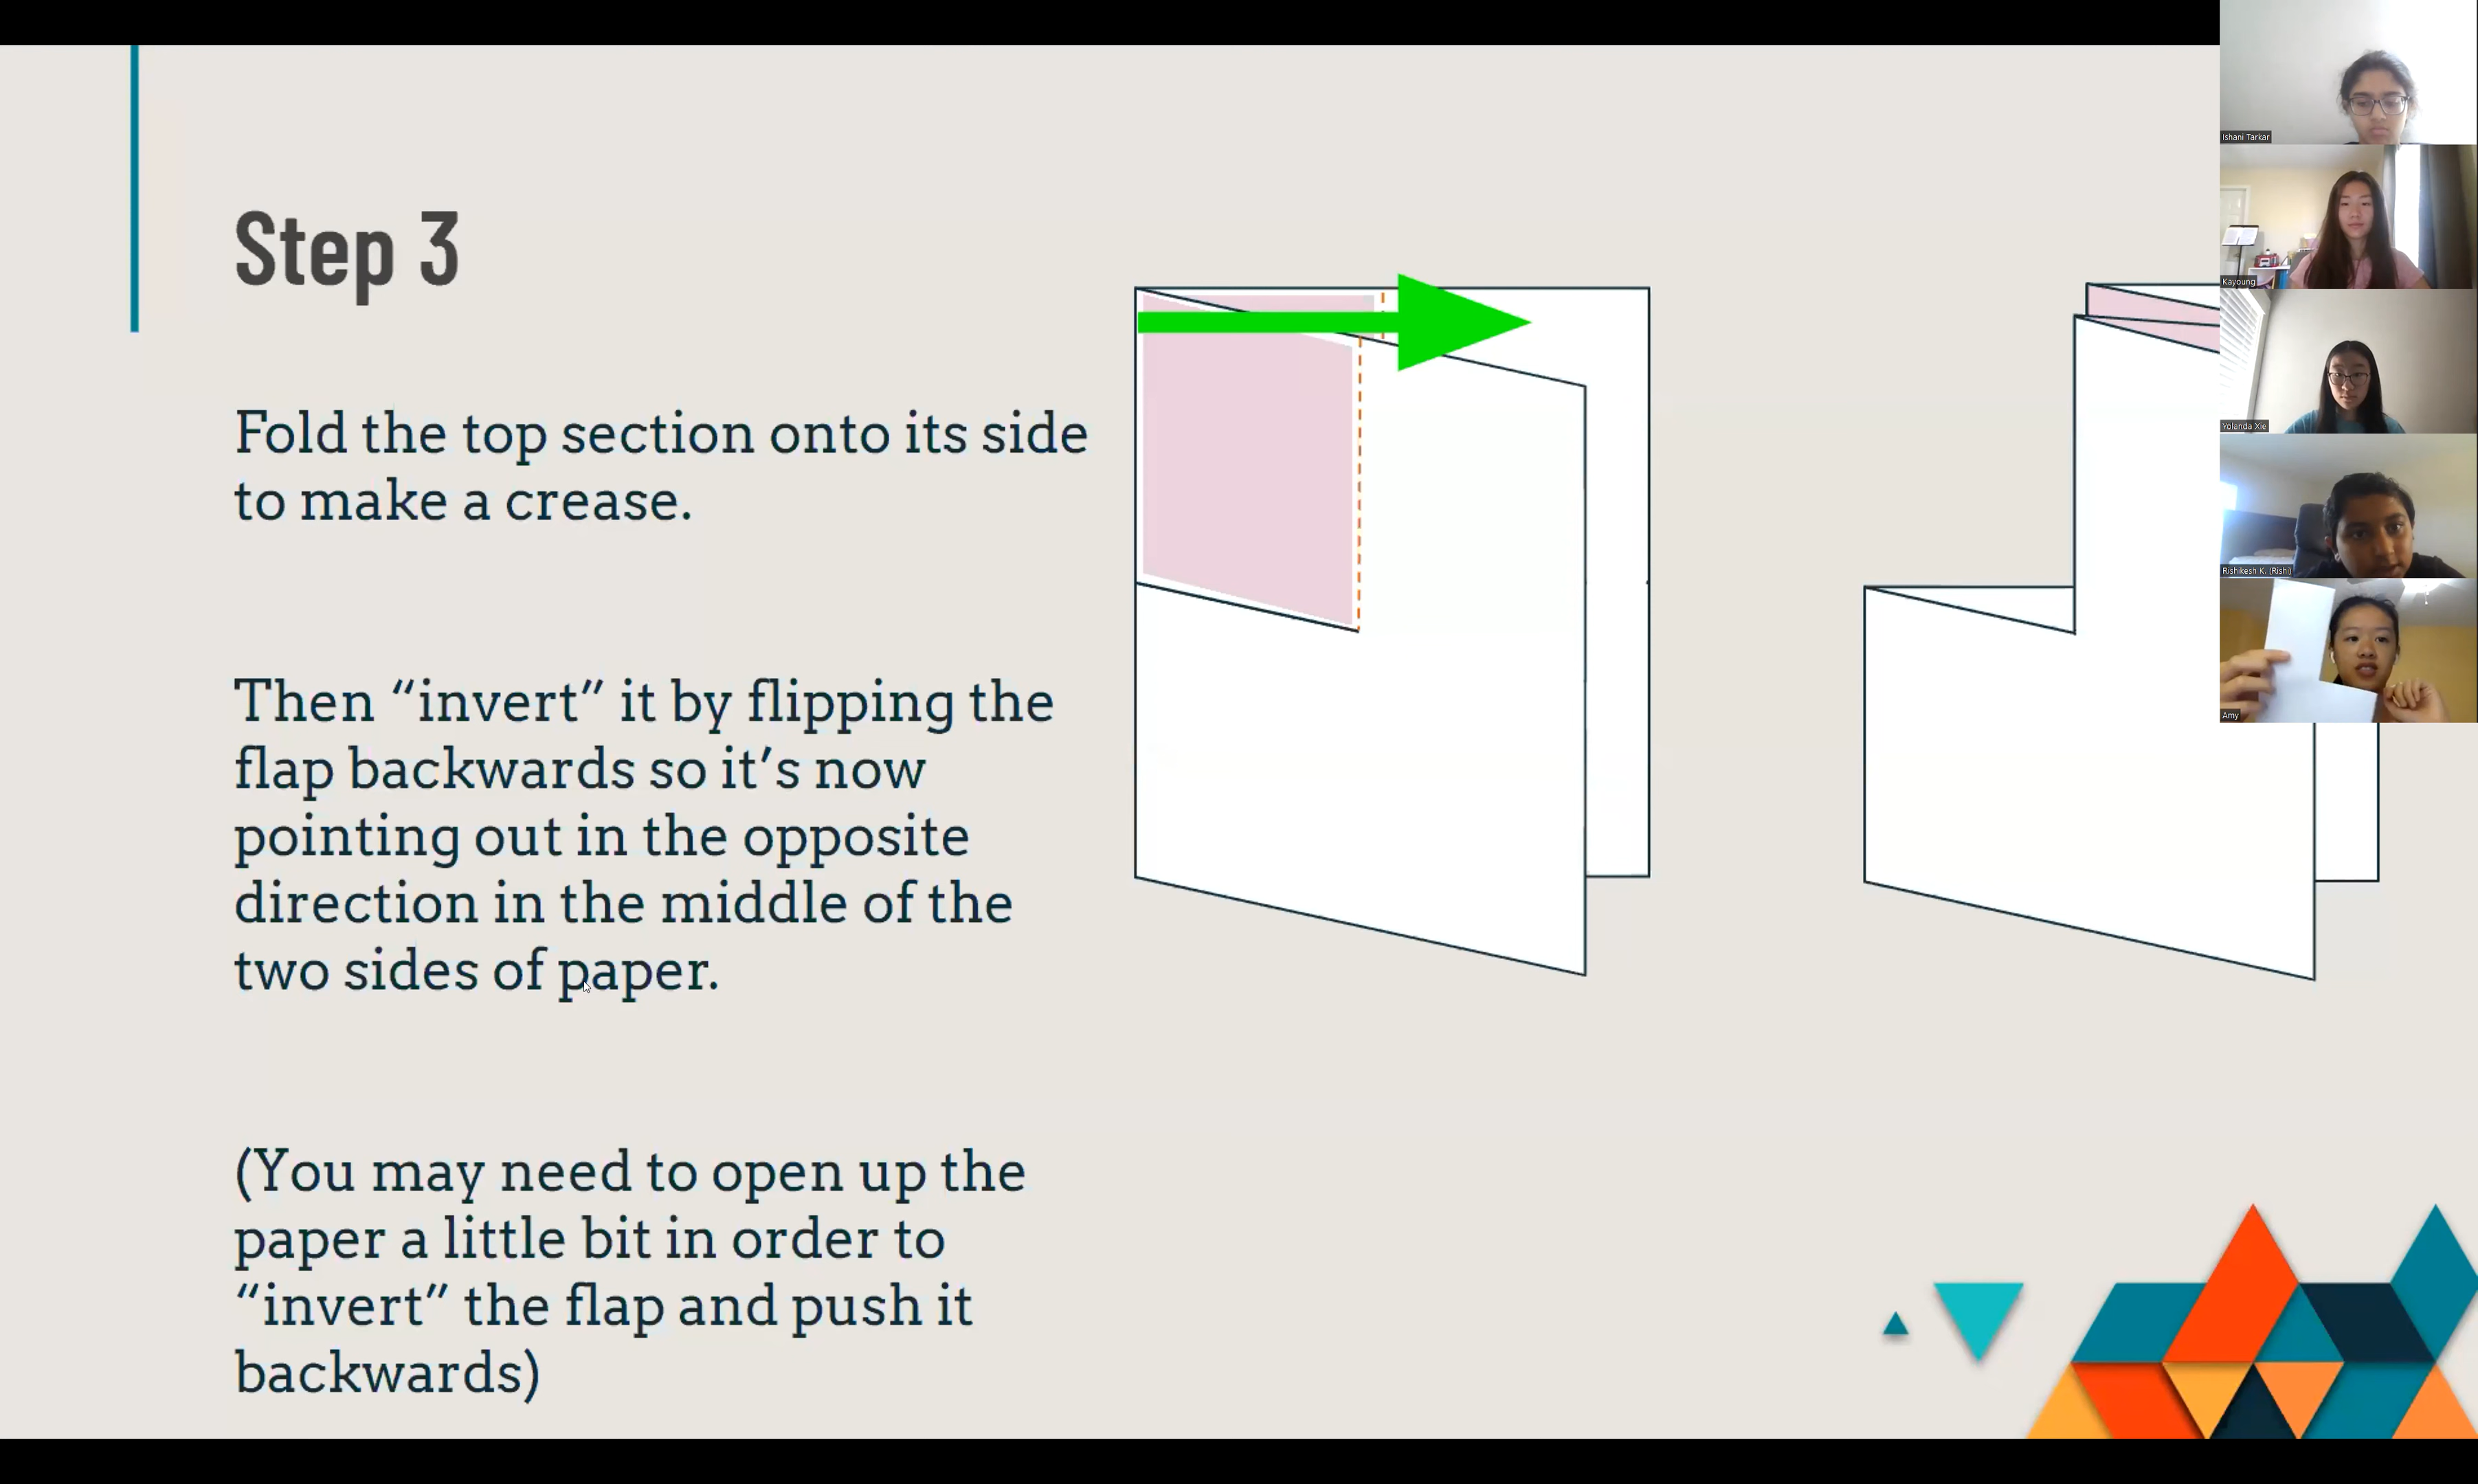 Step 3
Fold the top section onto its side
to make a crease.
Then “invert” it by flipping the
flap backwards so it’s now
pointing out in the opposite
direction in the middle of the
two sides of paper.
(You may need to open up the
paper a little bit in order to
“invert” the flap and push it
backwards)
Ishani Tarkar
Kayoung
Yolanda Xie
Rishikesh K. (Rishi)
Amy